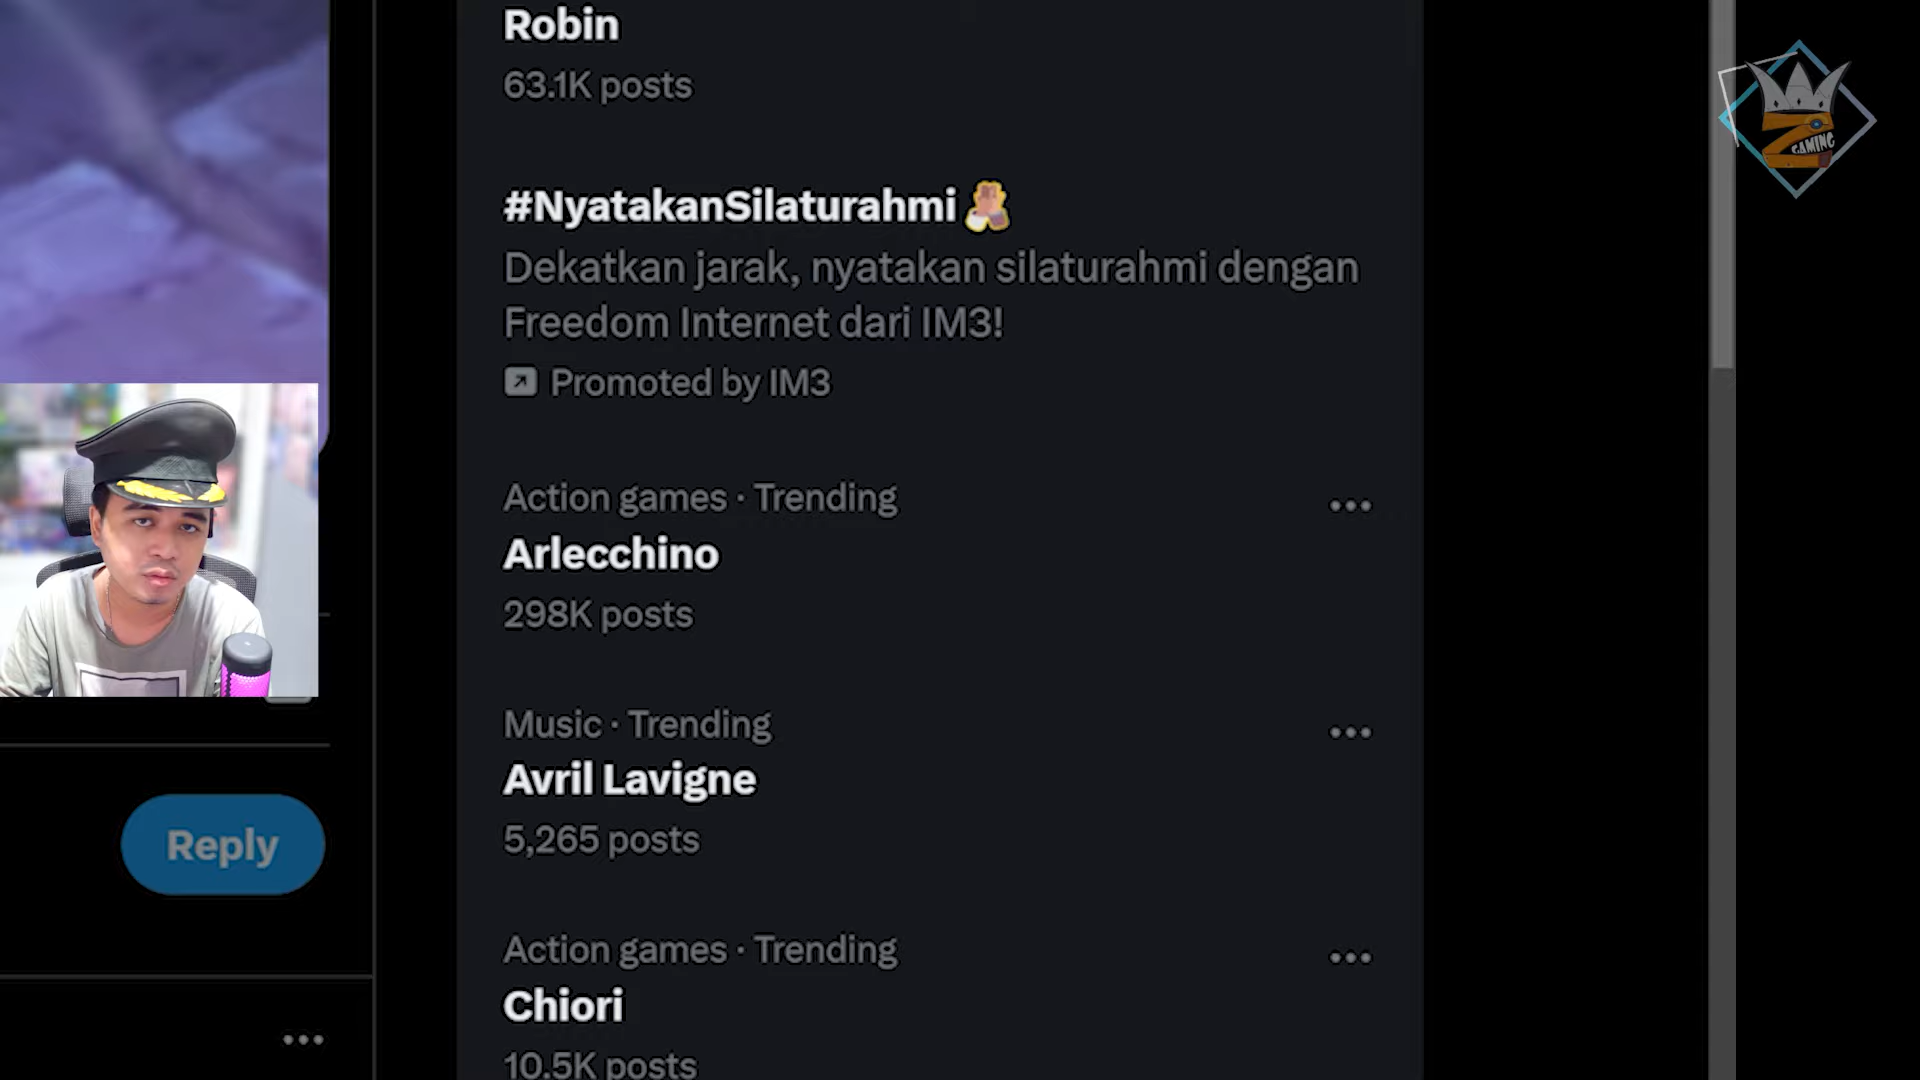 Robin
63.1K posts
#NyatakanSilaturahmi
Dekatkan jarak, nyatakan silaturahmi dengan
Freedom Internet dari IM3!
Promoted by IM3
Action games · Trending
Arlecchino
298K posts
Music · Trending
Avril Lavigne
5,265 posts
Action games · Trending
Chiori
10.5K posts
Reply
Z
GAMING